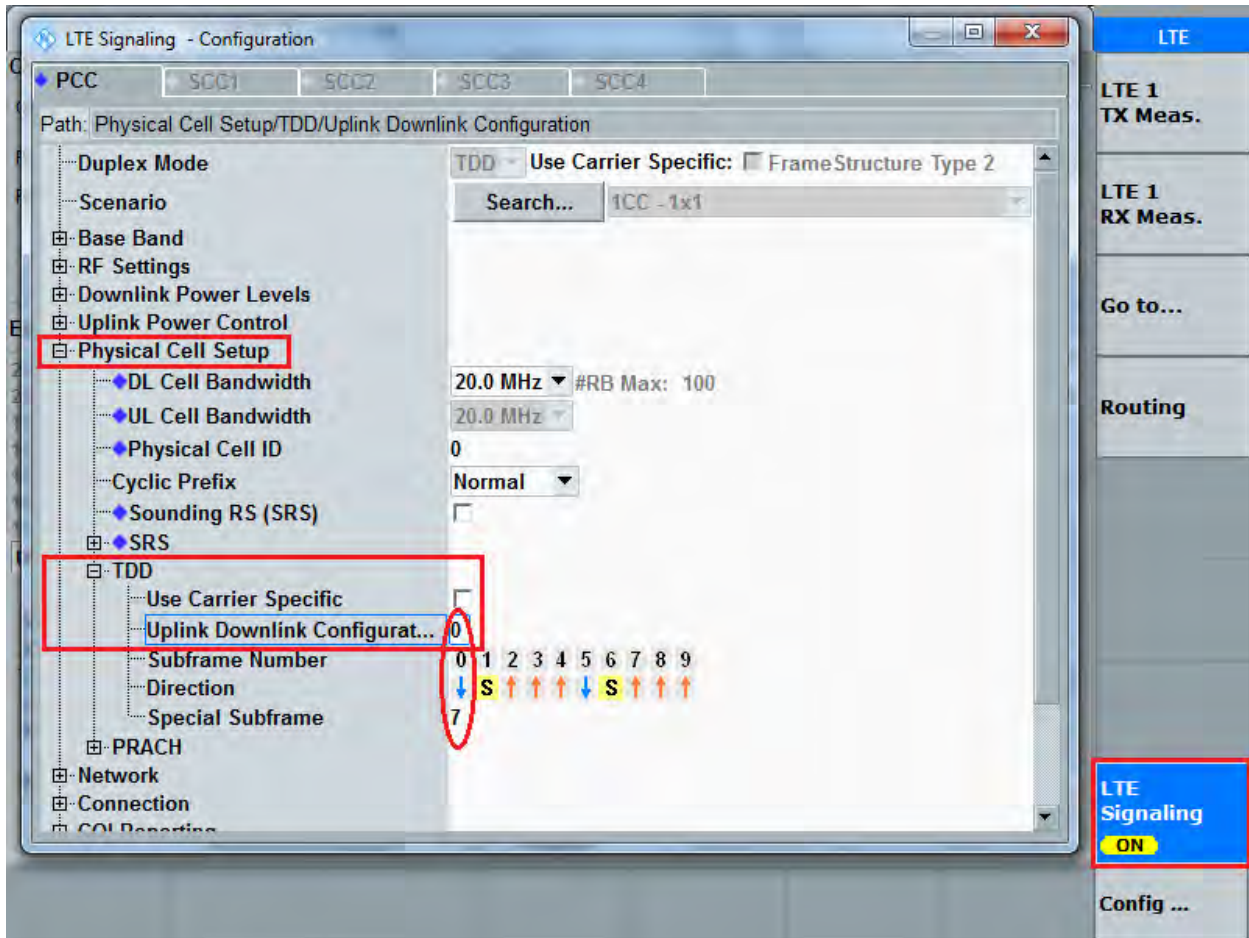 LTE Signaling - Configuration
PCC SCC1 SCC2 SCC3 SCC4
Path: Physical Cell Setup/TDD/Uplink Downlink Configuration
Duplex Mode TDD Use Carrier Specific: FrameStructure Type 2
Scenario Search... 1CC - 1x1
Base Band
RF Settings
Downlink Power Levels
Uplink Power Control
Physical Cell Setup
DL Cell Bandwidth 20.0 MHz #RB Max: 100
UL Cell Bandwidth 20.0 MHz
Physical Cell ID 0
Cyclic Prefix Normal
Sounding RS (SRS)
SRS
TDD
Use Carrier Specific
Uplink Downlink Configurat... 0
Subframe Number 0 1 2 3 4 5 6 7 8 9
Direction ↓ S ↑ ↑ ↑ ↓ S ↑ ↑ ↑
Special Subframe 7
PRACH
Network
Connection
LTE
LTE 1
TX Meas.
LTE 1
RX Meas.
Go to...
Routing
LTE
Signaling
ON
Config ...